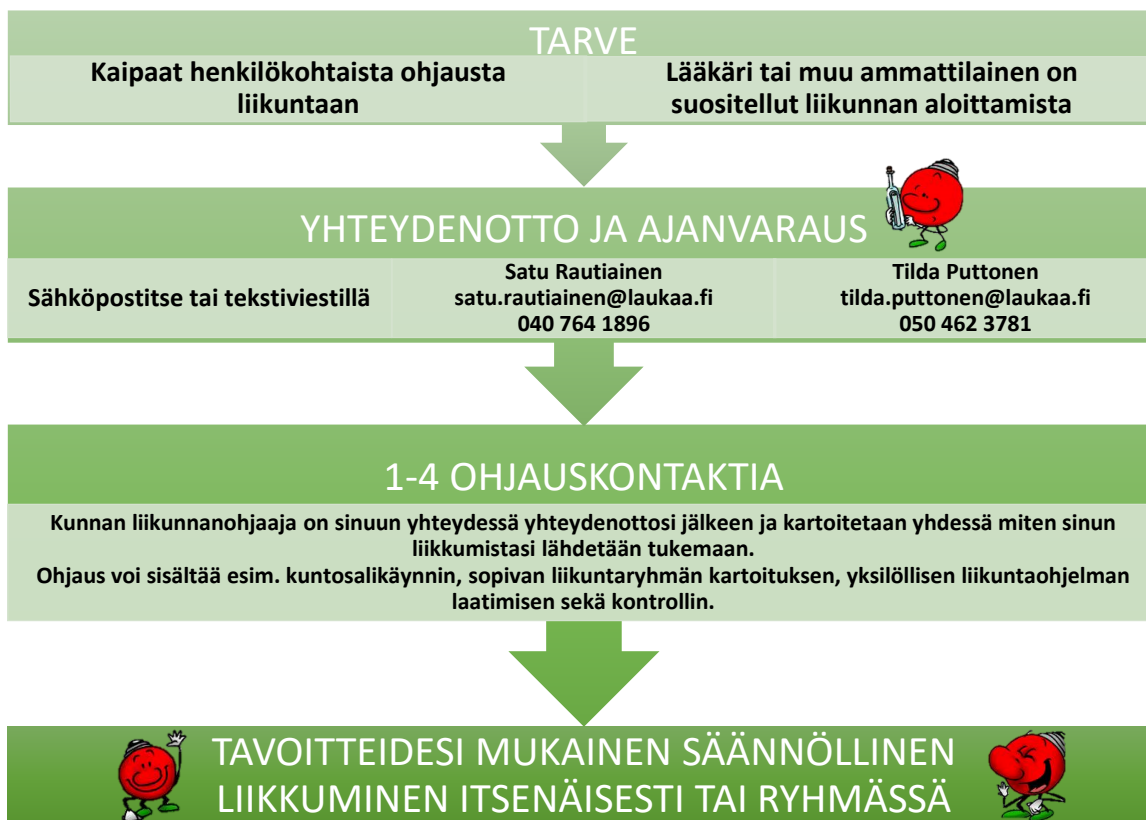 TARVE
Kaipaat henkilökohtaista ohjausta
liikuntaan
Lääkäri tai muu ammattilainen on
suositellut liikunnan aloittamista
YHTEYDENOTTO JA AJANVARAUS
Sähköpostitse tai tekstiviestillä
Satu Rautiainen
satu.rautiainen@laukaa.fi
040 764 1896
Tilda Puttonen
tilda.puttonen@laukaa.fi
050 462 3781
1-4 OHJAUSKONTAKTIA
Kunnan liikunnanohjaaja on sinuun yhteydessä yhteydenottosi jälkeen ja kartoitetaan yhdessä miten sinun
liikkumistasi lähdetään tukemaan.
Ohjaus voi sisältää esim. kuntosalikäynnin, sopivan liikuntaryhmän kartoituksen, yksilöllisen liikuntaohjelman
laatimisen sekä kontrollin.
TAVOITTEIDESI MUKAINEN SÄÄNNÖLLINEN
LIIKKUMINEN ITSENÄISESTI TAI RYHMÄSSÄ